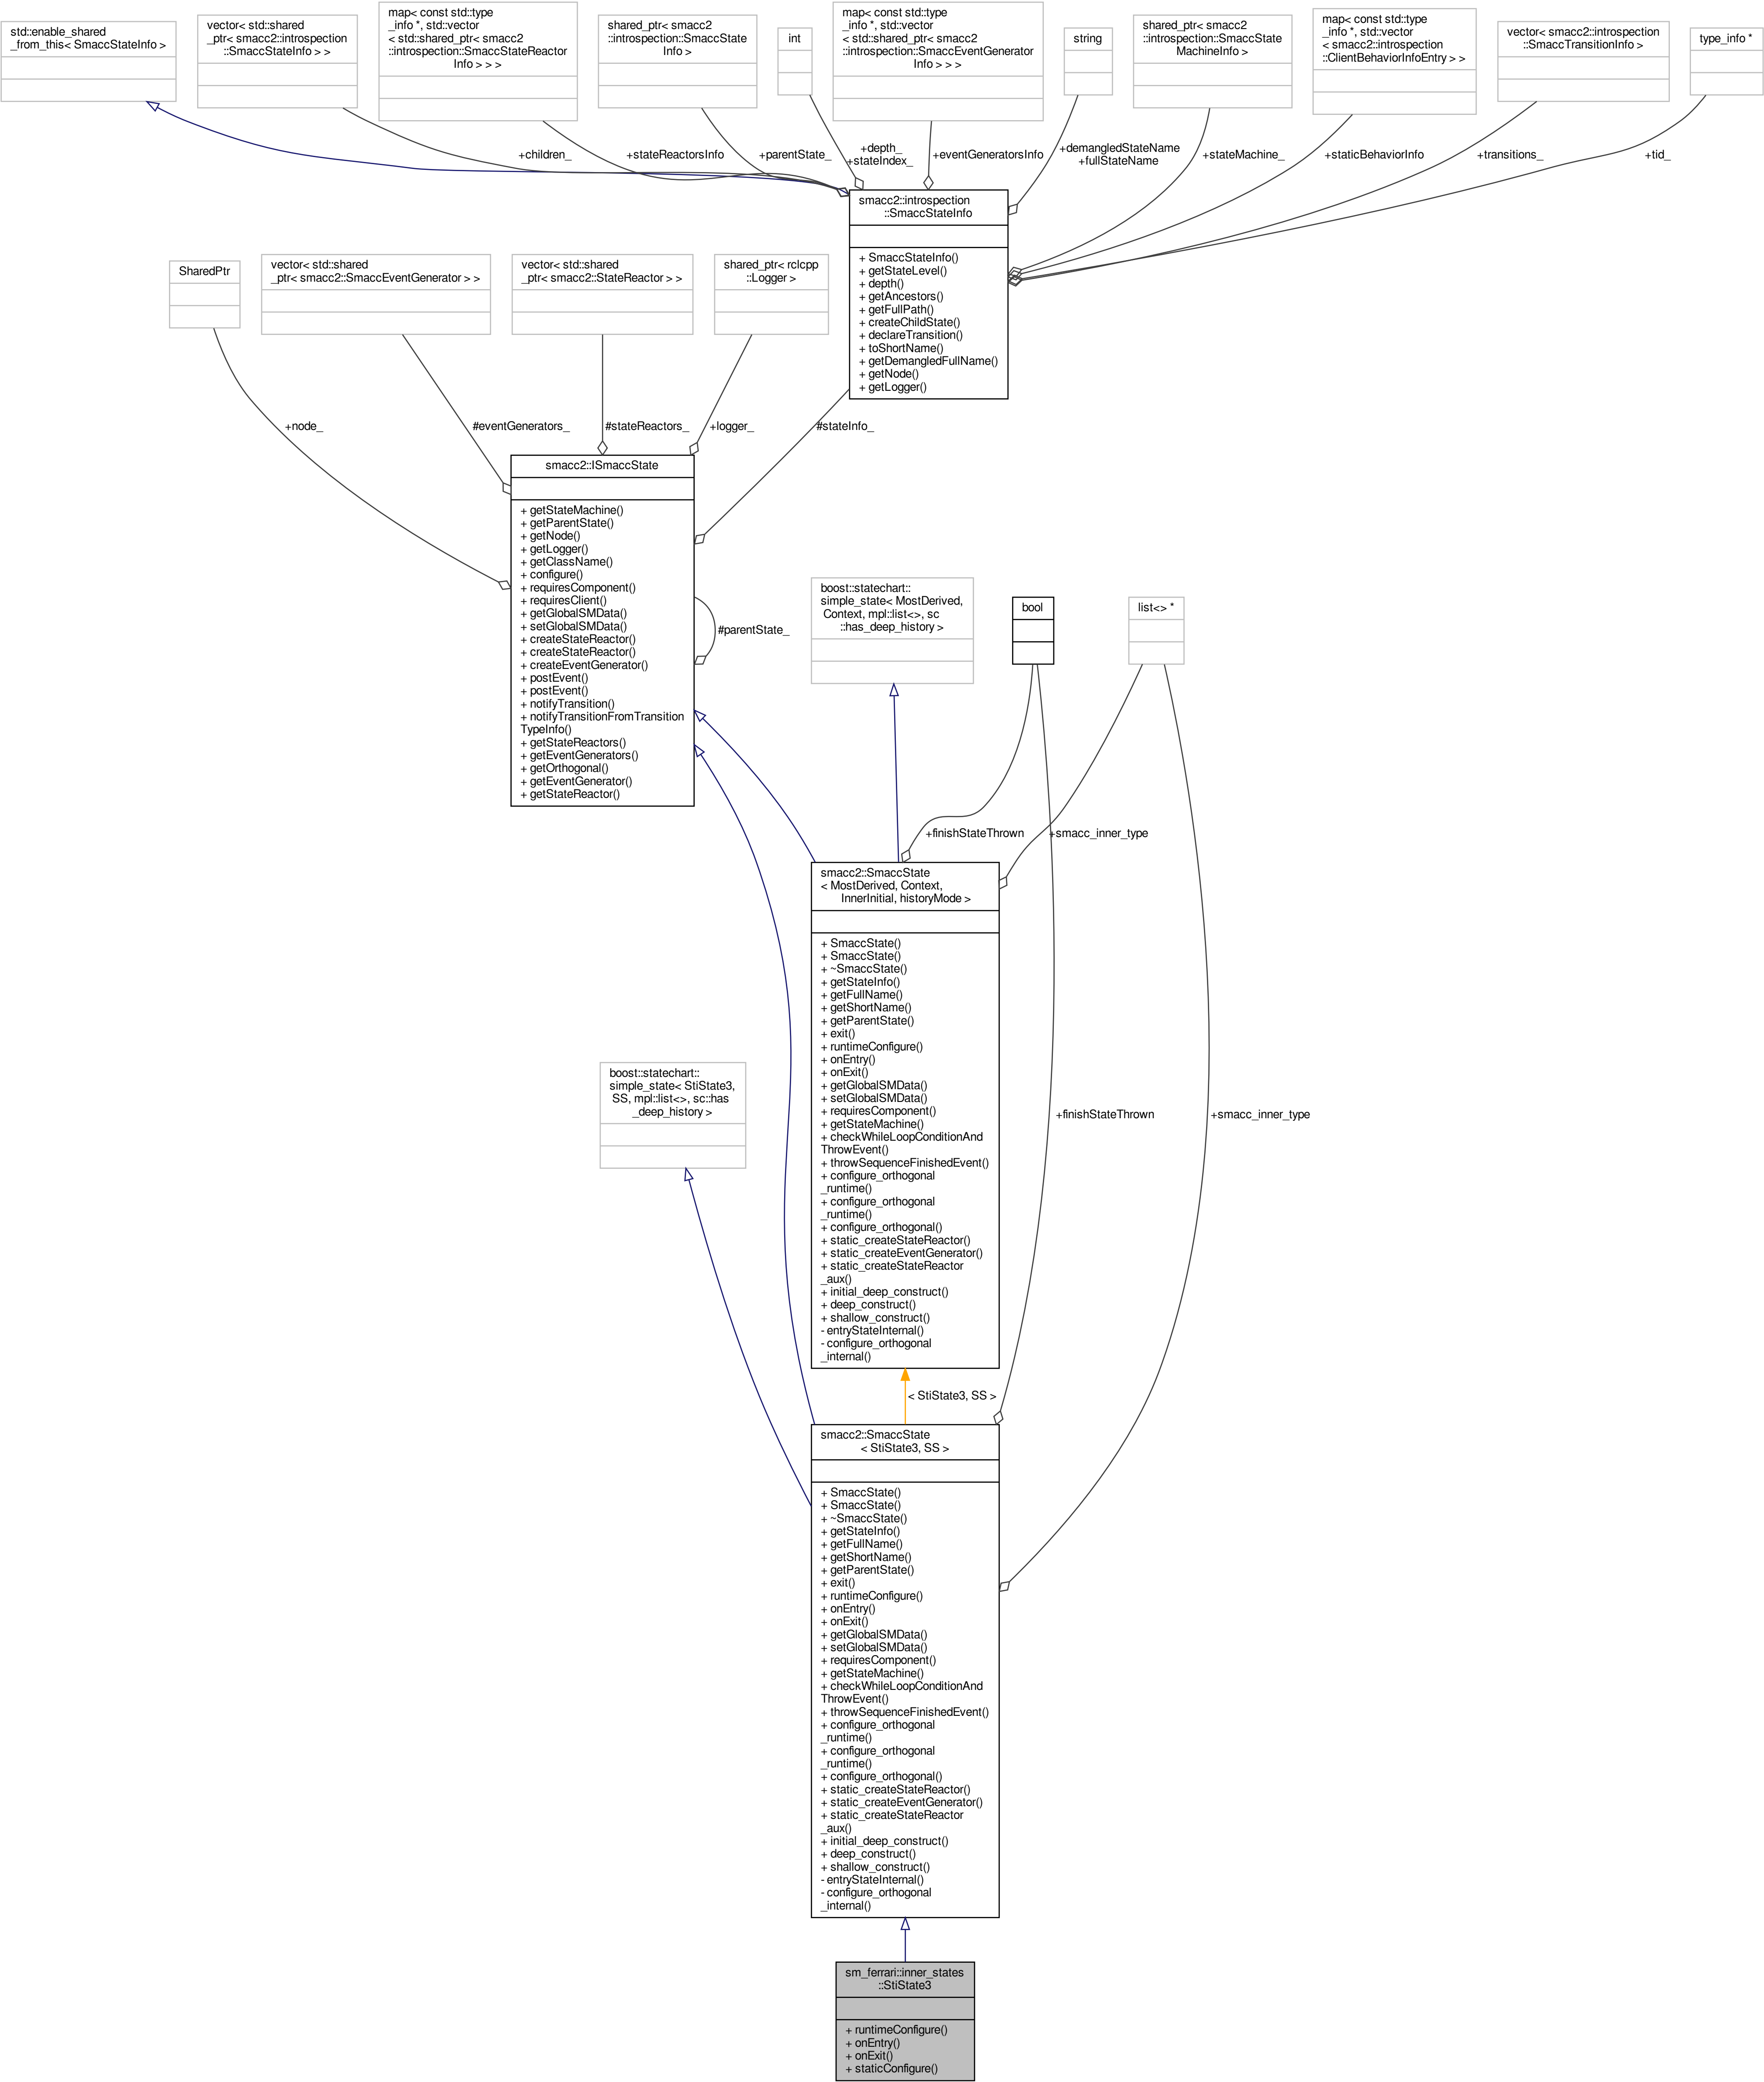 std::enable_shared
_from_this< SmaccStateInfo >
vector< std::shared
_ptr< smacc2::introspection
::SmaccStateInfo > >
map< const std::type
_info *, std::vector
< std::shared_ptr< smacc2
::introspection::SmaccStateReactor
Info > > >
shared_ptr< smacc2
::introspection::SmaccState
Info >
int
map< const std::type
_info *, std::vector
< std::shared_ptr< smacc2
::introspection::SmaccEventGenerator
Info > > >
string
shared_ptr< smacc2
::introspection::SmaccState
MachineInfo >
map< const std::type
_info *, std::vector
< smacc2::introspection
::ClientBehaviorInfoEntry > >
vector< smacc2::introspection
::SmaccTransitionInfo >
type_info *
+children_
+stateReactorsInfo
+parentState_
+depth_
+stateIndex_
+eventGeneratorsInfo
+demangledStateName
+fullStateName
+stateMachine_
+staticBehaviorInfo
+transitions_
+tid_
smacc2::introspection
::SmaccStateInfo
+ SmaccStateInfo()
+ getStateLevel()
+ depth()
+ getAncestors()
+ getFullPath()
+ createChildState()
+ declareTransition()
+ toShortName()
+ getDemangledFullName()
+ getNode()
+ getLogger()
SharedPtr
vector< std::shared
_ptr< smacc2::SmaccEventGenerator > >
vector< std::shared
_ptr< smacc2::StateReactor > >
shared_ptr< rclcpp
::Logger >
+node_
#eventGenerators_
#stateReactors_
+logger_
#stateInfo_
smacc2::ISmaccState
+ getStateMachine()
+ getParentState()
+ getNode()
+ getLogger()
+ getClassName()
+ configure()
+ requiresComponent()
+ requiresClient()
+ getGlobalSMData()
+ setGlobalSMData()
+ createStateReactor()
+ createStateReactor()
+ createEventGenerator()
+ postEvent()
+ postEvent()
+ notifyTransition()
+ notifyTransitionFromTransition
TypeInfo()
+ getStateReactors()
+ getEventGenerators()
+ getOrthogonal()
+ getEventGenerator()
+ getStateReactor()
#parentState_
boost::statechart::
simple_state< MostDerived,
Context, mpl::list<>, sc
::has_deep_history >
bool
list<> *
+finishStateThrown
+smacc_inner_type
smacc2::SmaccState
< MostDerived, Context,
InnerInitial, historyMode >
+ SmaccState()
+ SmaccState()
+ ~SmaccState()
+ getStateInfo()
+ getFullName()
+ getShortName()
+ getParentState()
+ exit()
+ runtimeConfigure()
+ onEntry()
+ onExit()
+ getGlobalSMData()
+ setGlobalSMData()
+ requiresComponent()
+ getStateMachine()
+ checkWhileLoopConditionAnd
ThrowEvent()
+ throwSequenceFinishedEvent()
+ configure_orthogonal
_runtime()
+ configure_orthogonal
_runtime()
+ configure_orthogonal()
+ static_createStateReactor()
+ static_createEventGenerator()
+ static_createStateReactor
_aux()
+ initial_deep_construct()
+ deep_construct()
+ shallow_construct()
- entryStateInternal()
- configure_orthogonal
_internal()
boost::statechart::
simple_state< StiState3,
SS, mpl::list<>, sc::has
_deep_history >
+finishStateThrown
+smacc_inner_type
< StiState3, SS >
smacc2::SmaccState
< StiState3, SS >
+ SmaccState()
+ SmaccState()
+ ~SmaccState()
+ getStateInfo()
+ getFullName()
+ getShortName()
+ getParentState()
+ exit()
+ runtimeConfigure()
+ onEntry()
+ onExit()
+ getGlobalSMData()
+ setGlobalSMData()
+ requiresComponent()
+ getStateMachine()
+ checkWhileLoopConditionAnd
ThrowEvent()
+ throwSequenceFinishedEvent()
+ configure_orthogonal
_runtime()
+ configure_orthogonal
_runtime()
+ configure_orthogonal()
+ static_createStateReactor()
+ static_createEventGenerator()
+ static_createStateReactor
_aux()
+ initial_deep_construct()
+ deep_construct()
+ shallow_construct()
- entryStateInternal()
- configure_orthogonal
_internal()
sm_ferrari::inner_states
::StiState3
+ runtimeConfigure()
+ onEntry()
+ onExit()
+ staticConfigure()